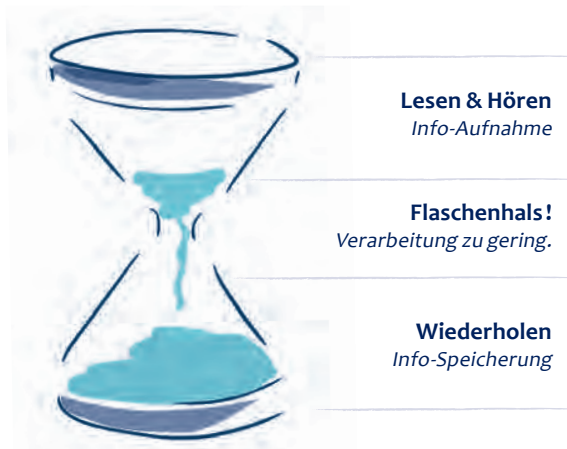 Lesen & Hören
Info-Aufnahme
Flaschenhals!
Verarbeitung zu gering.
Wiederholen
Info-Speicherung